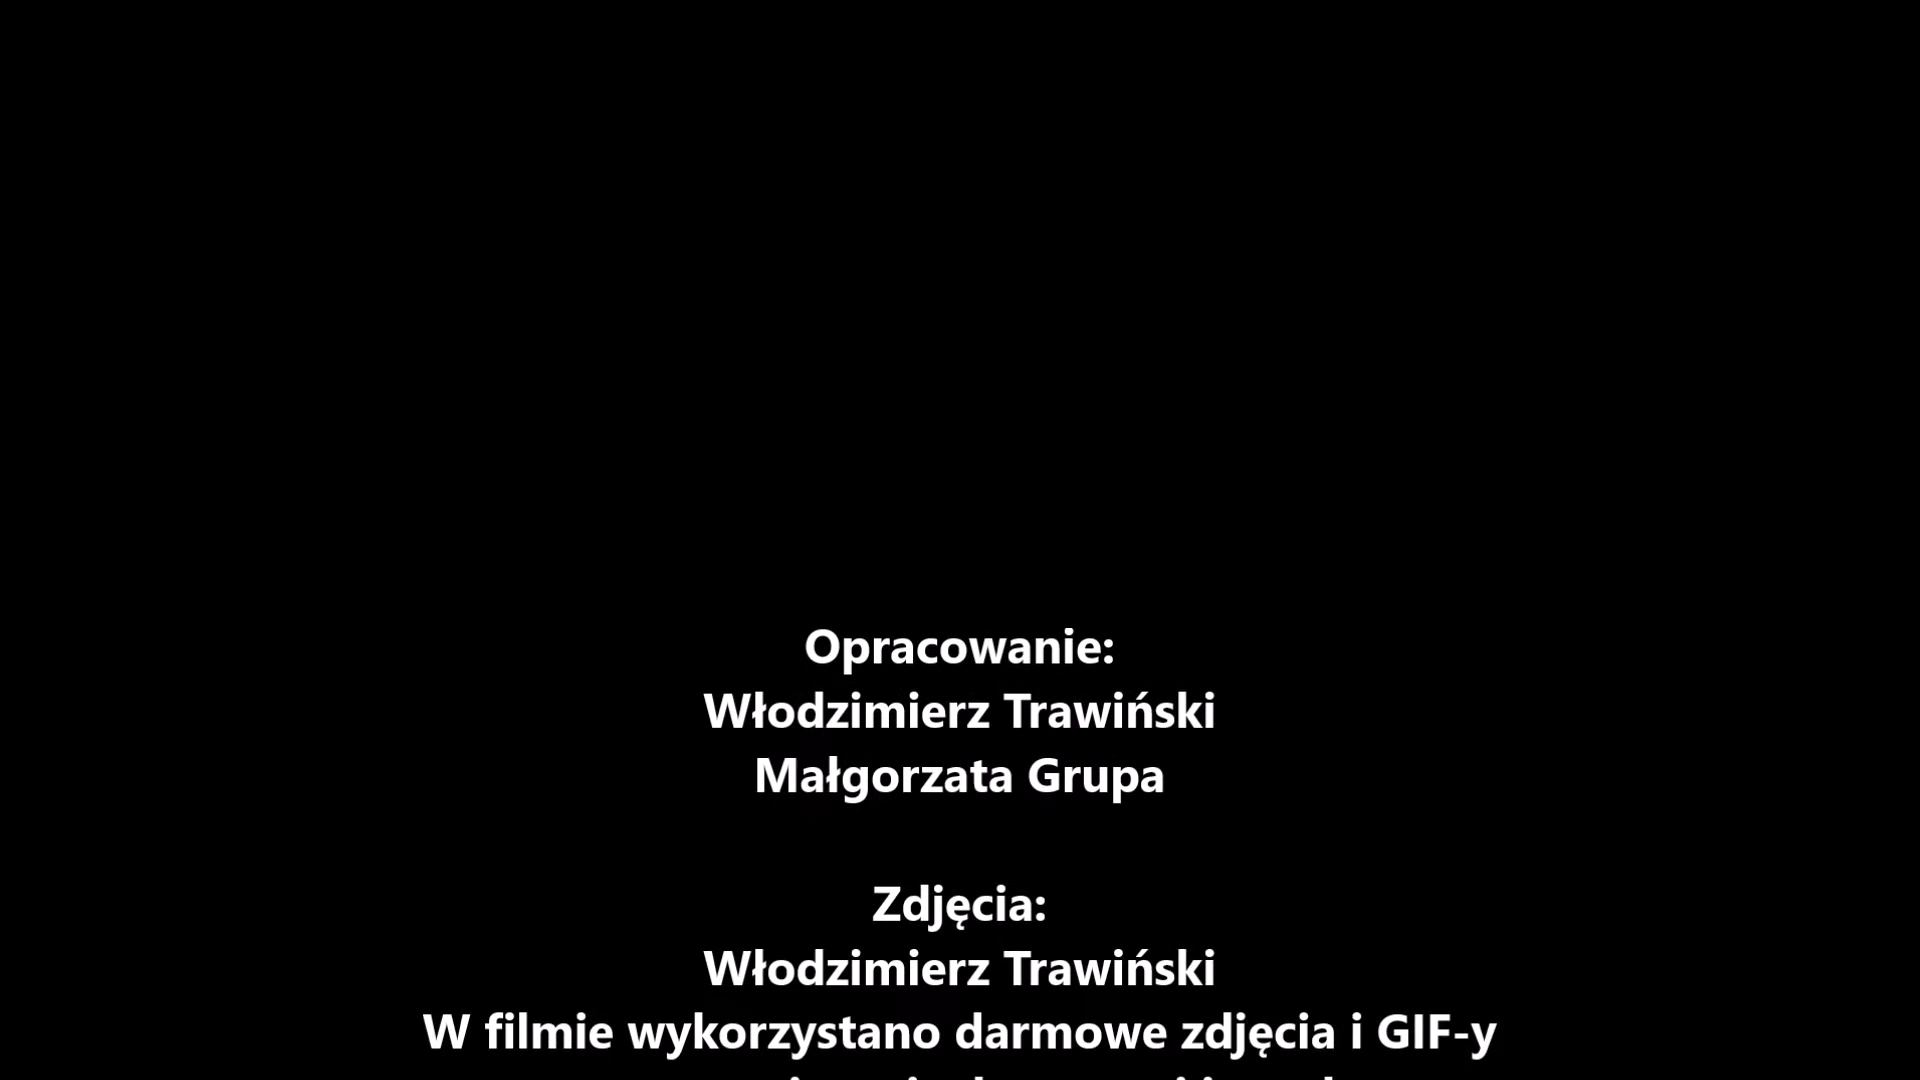 Opracowanie:
Włodzimierz Trawiński
Małgorzata Grupa
Zdjęcia:
Włodzimierz Trawiński
W filmie wykorzystano darmowe zdjęcia i GIF-y